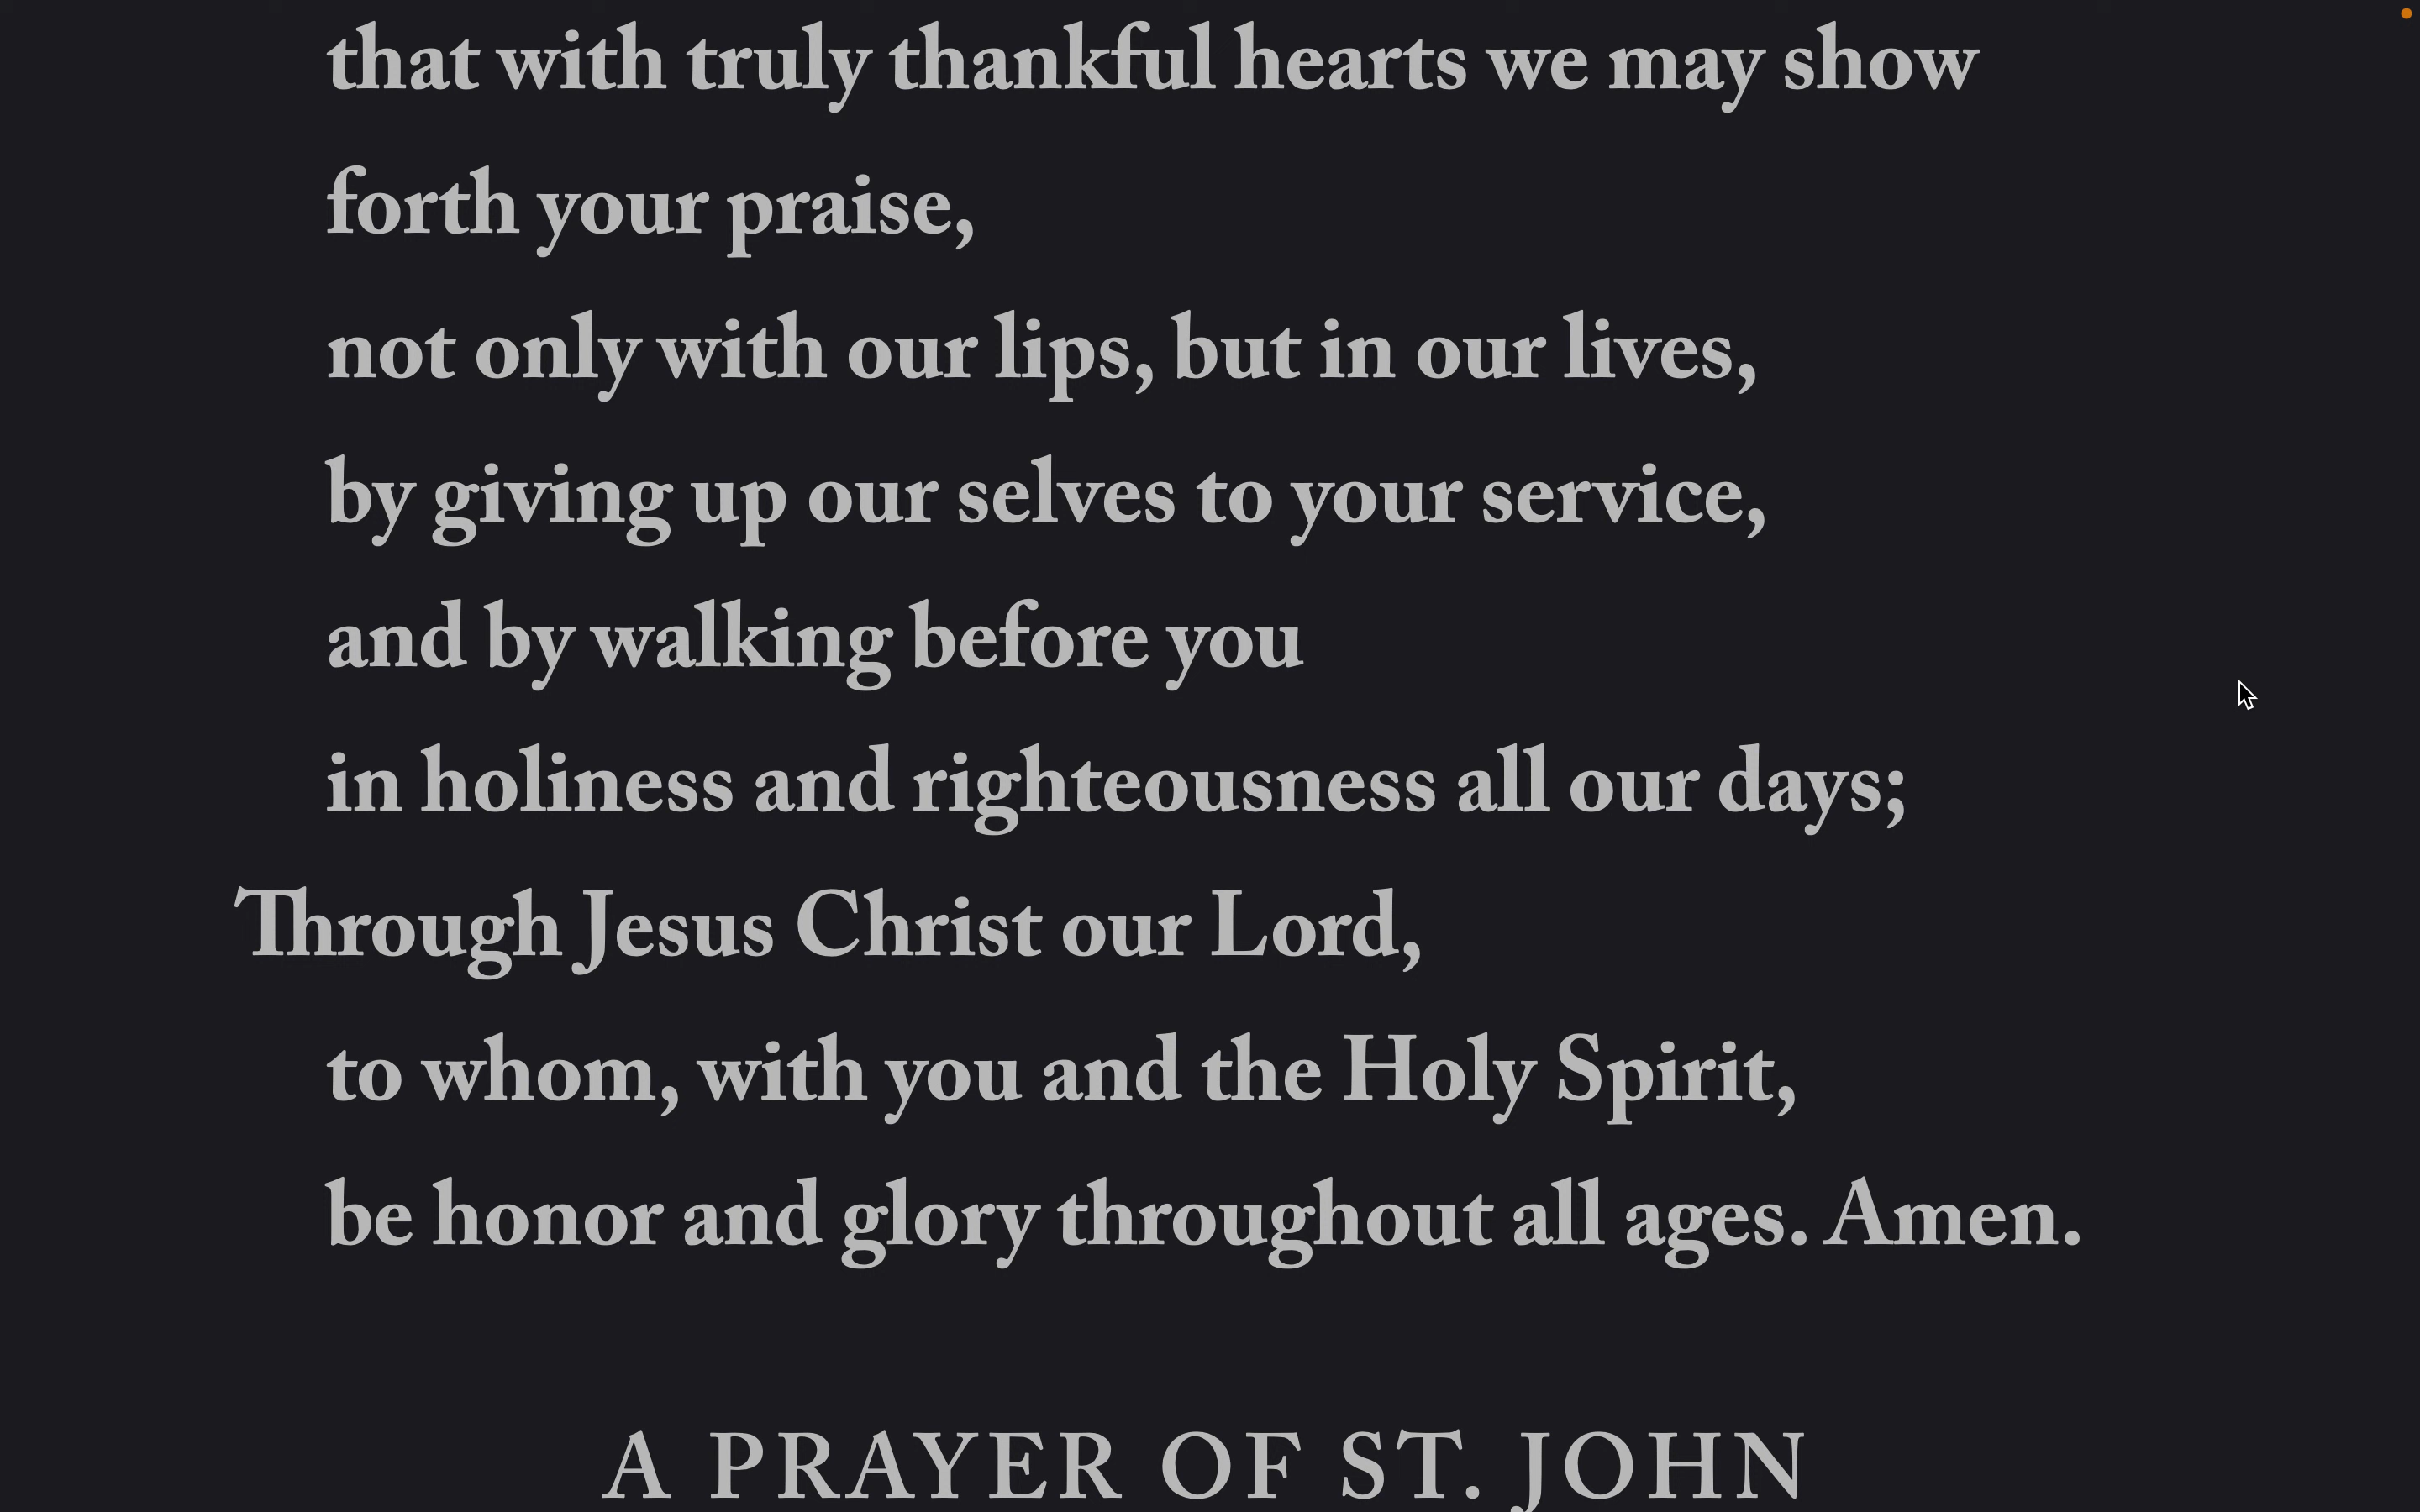 that with truly thankful hearts we may show
forth your praise,
not only with our lips, but in our lives,
by giving up our selves to your service,
and by walking before you
in holiness and righteousness all our days;
Through Jesus Christ our Lord,
to whom, with you and the Holy Spirit,
be honor and glory throughout all ages. Amen.
A PRAYER OF ST. JOHN